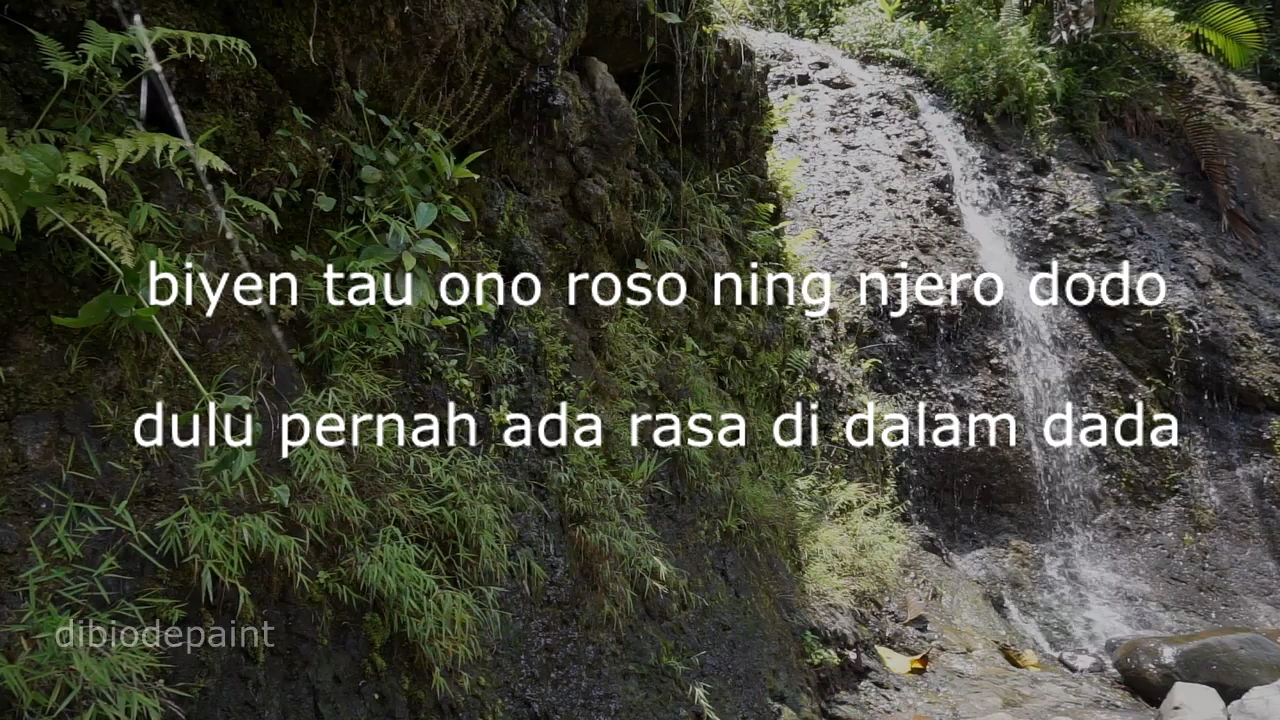 biyen tau ono roso ning njero dodo
dulu pernah ada rasa di dalam dada
dibiodepaint